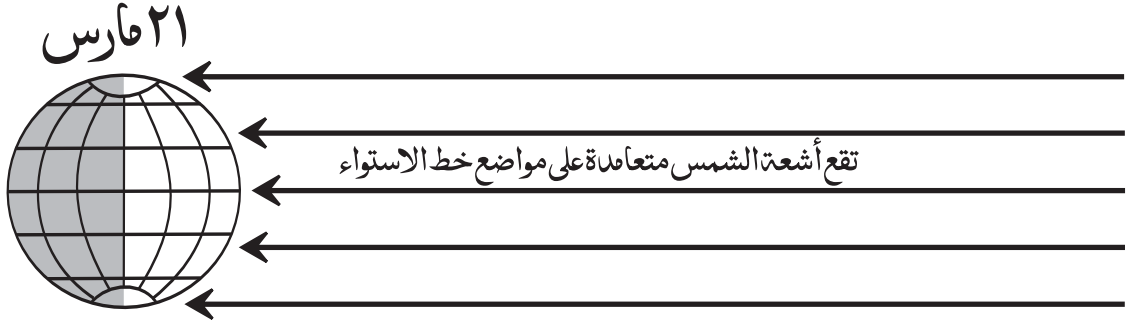 ٢١ مارس
تقع أشعة الشمس متعامدة على مواضع خط الاستواء